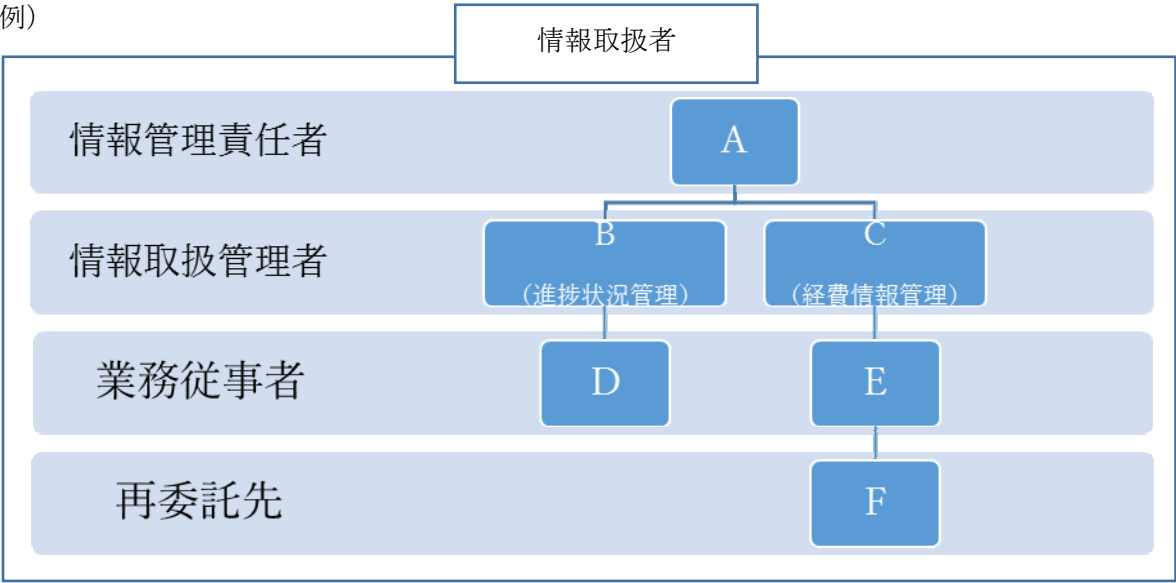 例）
情報取扱者
情報管理責任者
A
情報取扱管理者
B
（進捗状況管理）
C
（経費情報管理）
業務従事者
D
E
再委託先
F